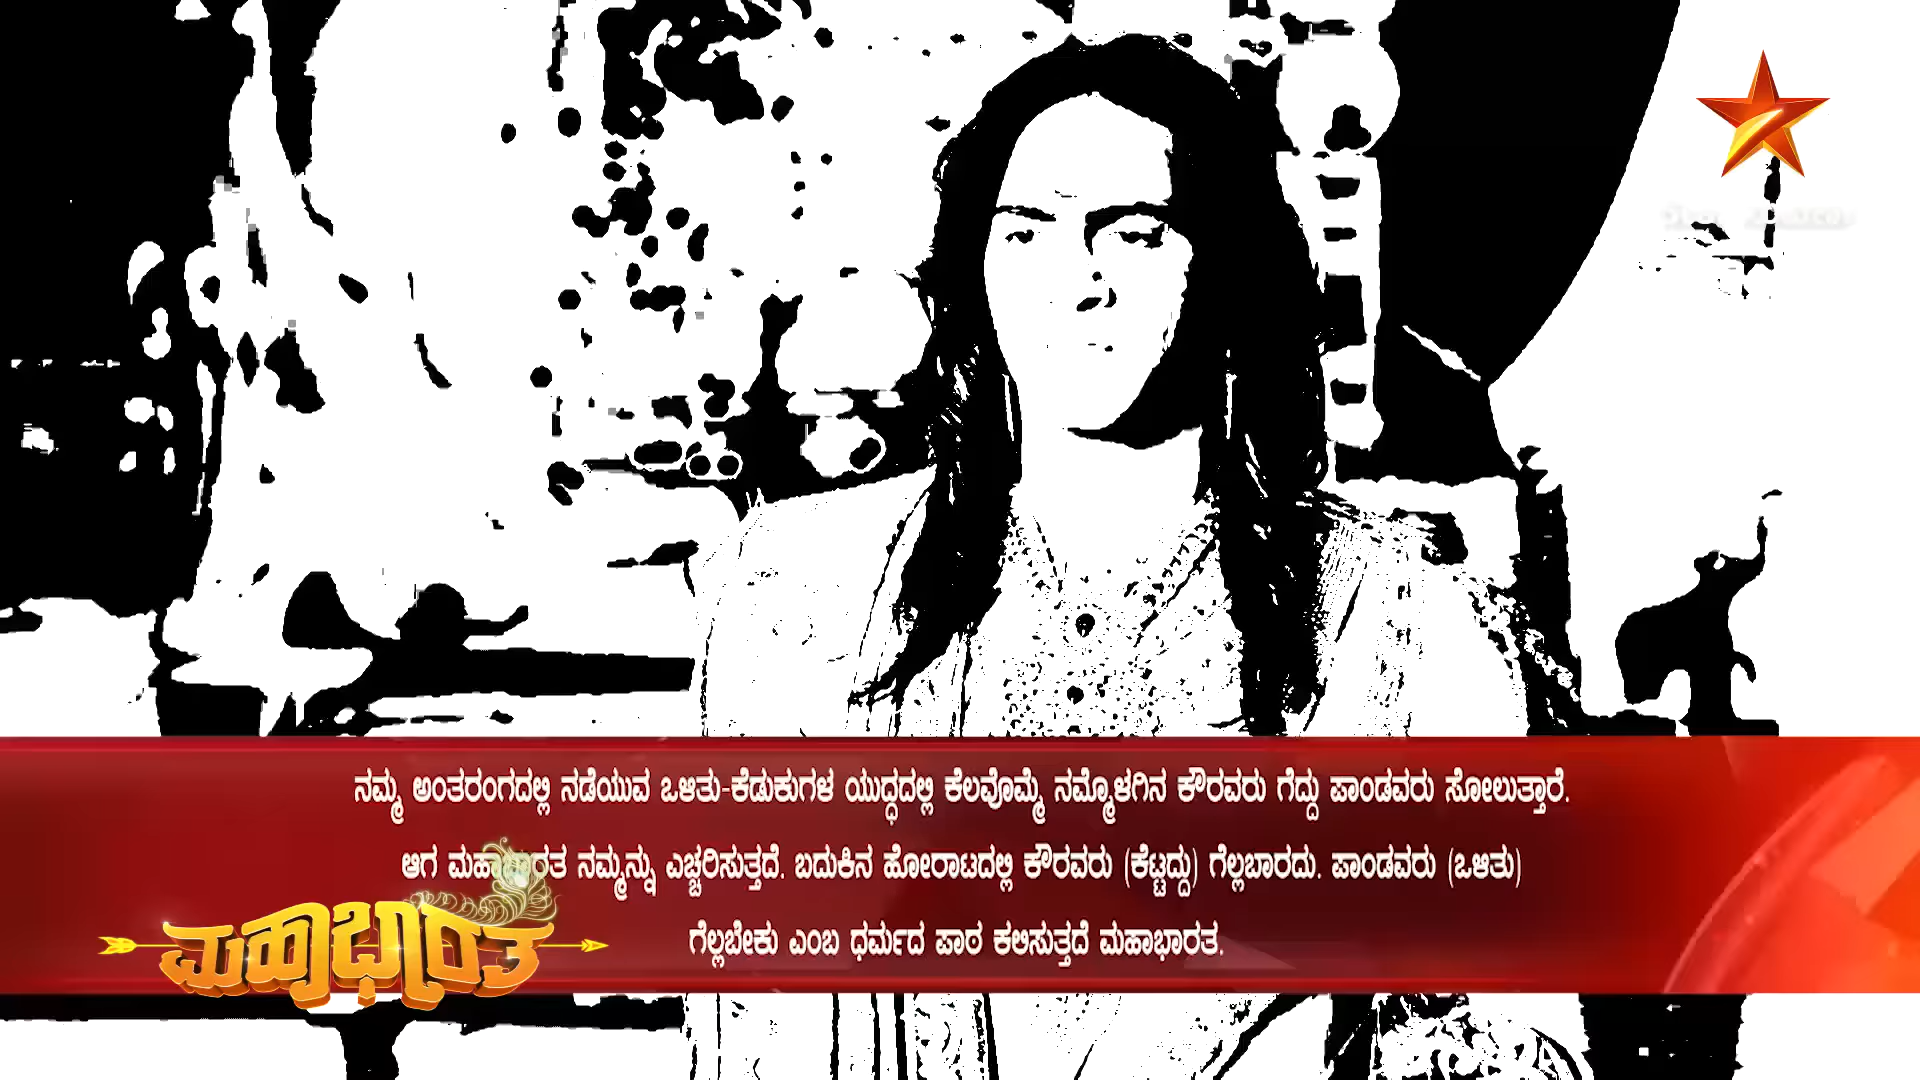 ನಮ್ಮ ಅಂತರಂಗದಲ್ಲಿ ನಡೆಯುವ ಒಳಿತು-ಕೆಡುಕುಗಳ ಯುದ್ಧದಲ್ಲಿ ಕೆಲವೊಮ್ಮೆ ನಮ್ಮೊಳಗಿನ ಕೌರವರು ಗೆದ್ದು ಪಾಂಡವರು ಸೋಲುತ್ತಾರೆ.
ಆಗ ಮಹಾಭಾರತ ನಮ್ಮನ್ನು ಎಚ್ಚರಿಸುತ್ತದೆ. ಬದುಕಿನ ಹೋರಾಟದಲ್ಲಿ ಕೌರವರು (ಕೆಟ್ಟದ್ದು) ಗೆಲ್ಲಬಾರದು. ಪಾಂಡವರು (ಒಳಿತು)
ಗೆಲ್ಲಬೇಕು ಎಂಬ ಧರ್ಮದ ಪಾಠ ಕಲಿಸುತ್ತದೆ ಮಹಾಭಾರತ.
ಮಹಾಭಾರತ